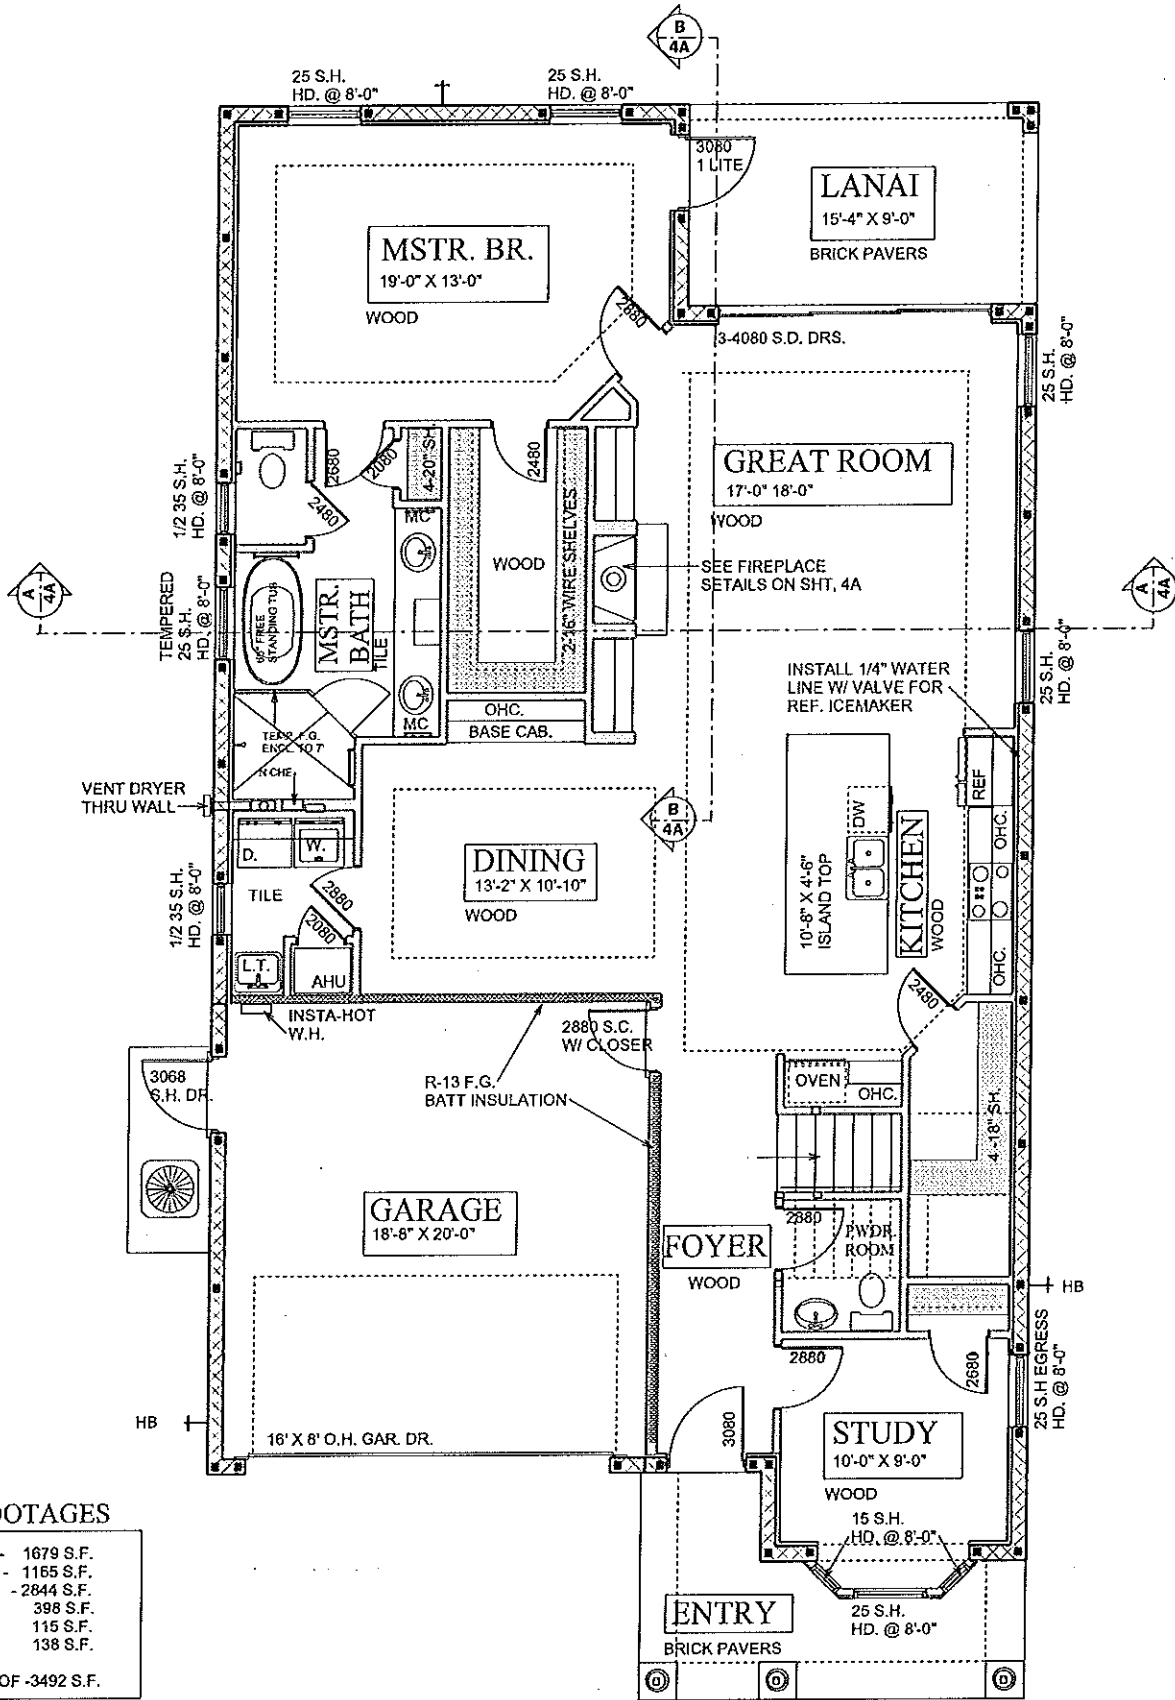 B
4A
25 S.H.
HD. @ 8'-0"
25 S.H.
HD. @ 8'-0"
3080
1 LITE
LANAI
15'-4" X 9'-0"
BRICK PAVERS
MSTR. BR.
19'-0" X 13'-0"
WOOD
2880
3-4080 S.D. DRS.
25 S.H.
HD. @ 8'-0"
2680
2080
4-20" SH.
2480
GREAT ROOM
17'-0" 18'-0"
WOOD
1/2 35 S.H.
HD. @ 8'-0"
2480
MC
WOOD
2-16" WIRE SHELVES
SEE FIREPLACE
SETAILS ON SHT, 4A
A
4A
A
4A
TEMPERED
25 S.H.
HD. @ 8'-0"
FREE
STANDING TUB
MSTR.
BATH
TILE
25 S.H.
HD. @ 8'-0"
INSTALL 1/4" WATER
LINE W/ VALVE FOR
REF. ICEMAKER
MC
OHC.
BASE CAB.
TEMP. F.G.
ENCL. TO 7'
VENT DRYER
THRU WALL
REF
D.
W.
B
4A
DW
OHC.
DINING
13'-2" X 10'-10"
WOOD
10'-8" X 4'-6"
ISLAND TOP
KITCHEN
WOOD
TILE
2880
2080
1/2 35 S.H.
HD. @ 8'-0"
OHC.
L.T.
AHU
2480
INSTA-HOT
W.H.
2880 S.C.
W/ CLOSER
3068
S.H. DR.
R-13 F.G.
BATT INSULATION
OVEN
OHC.
4 -18" SH.
GARAGE
18'-8" X 20'-0"
2880
PWDR.
ROOM
FOYER
WOOD
HB
25 S.H EGRESS
HD. @ 8'-0"
2880
2680
HB
16' X 8' O.H. GAR. DR.
3080
STUDY
10'-0" X 9'-0"
WOOD
15 S.H.
HD. @ 8'-0"
25 S.H.
HD. @ 8'-0"
ENTRY
BRICK PAVERS
OOTAGES
- 1679 S.F.
- 1165 S.F.
- 2844 S.F.
398 S.F.
115 S.F.
138 S.F.
OF -3492 S.F.